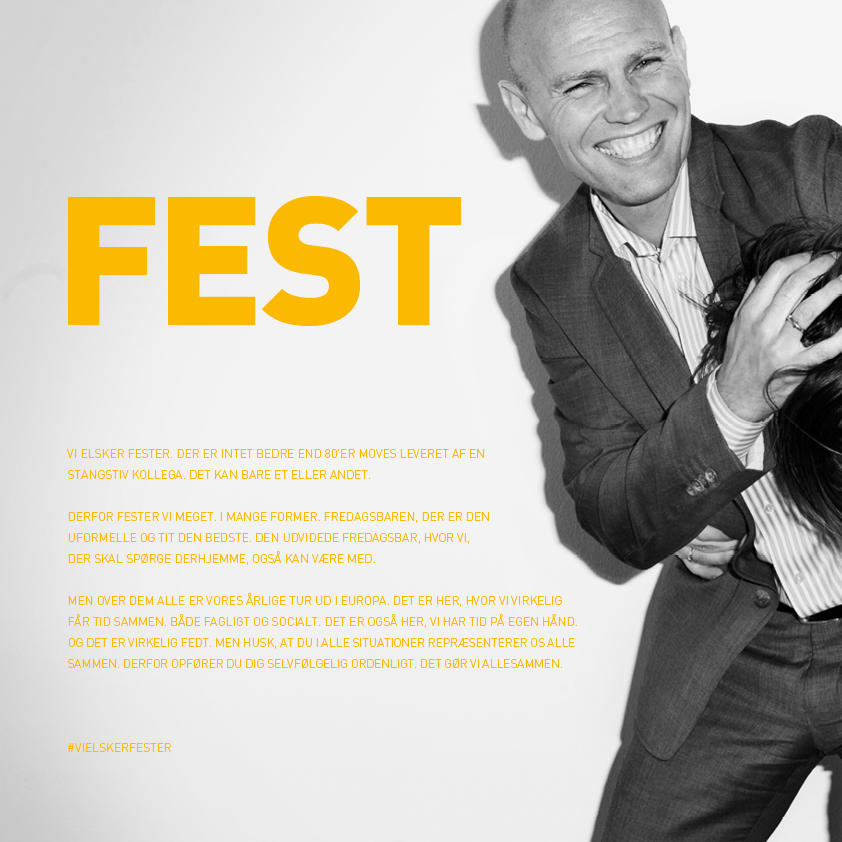 FEST
VI ELSKER FESTER. DER ER INTET BEDRE END 80'ER MOVES LEVERET AF EN
STANGSTIV KOLLEGA. DET KAN BARE ET ELLER ANDET.
DERFOR FESTER VI MEGET. I MANGE FORMER. FREDAGSBAREN, DER ER DEN
UFORMELLE OG TIT DEN BEDSTE. DEN UDVIDEDE FREDAGSBAR, HVOR VI,
DER SKAL SPØRGE DERHJEMME, OGSÅ KAN VÆRE MED.
MEN OVER DEM ALLE ER VORES ÅRLIGE TUR UD I EUROPA. DET ER HER, HVOR VI VIRKELIG
FÅR TID SAMMEN. BÅDE FAGLIGT OG SOCIALT. DET ER OGSÅ HER, VI HAR TID PÅ EGEN HÅND.
OG DET ER VIRKELIG FEDT. MEN HUSK, AT DU I ALLE SITUATIONER REPRÆSENTERER OS ALLE
SAMMEN. DERFOR OPFØRER DU DIG SELVFØLGELIG ORDENLIGT. DET GØR VI ALLESAMMEN.
#VIELSKERFESTER